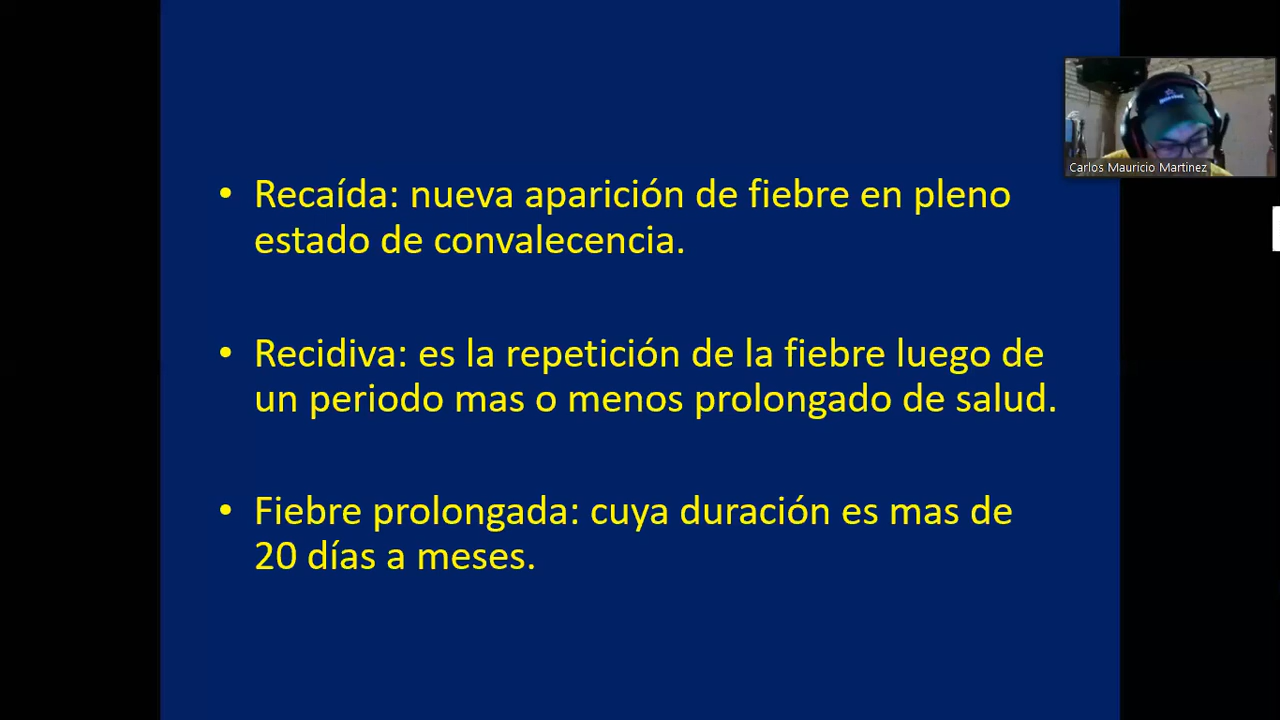 • Recaída: nueva aparición de fiebre en pleno
estado de convalecencia.
• Recidiva: es la repetición de la fiebre luego de
un periodo mas o menos prolongado de salud.
• Fiebre prolongada: cuya duración es mas de
20 días a meses.
Carlos Mauricio Martinez